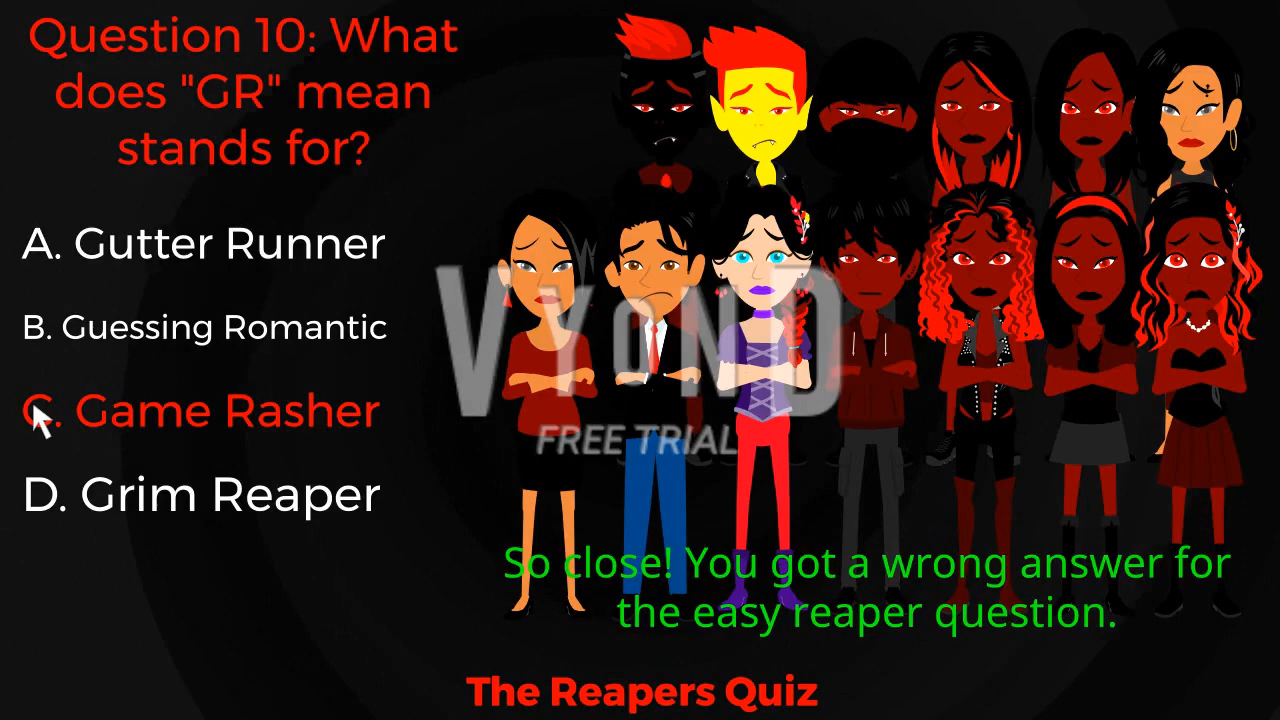 Question 10: What
does "GR" mean
stands for?
A. Gutter Runner
B. Guessing Romantic
C. Game Rasher
D. Grim Reaper
VYOND
FREE TRIAL
So close! You got a wrong answer for
the easy reaper question.
The Reapers Quiz